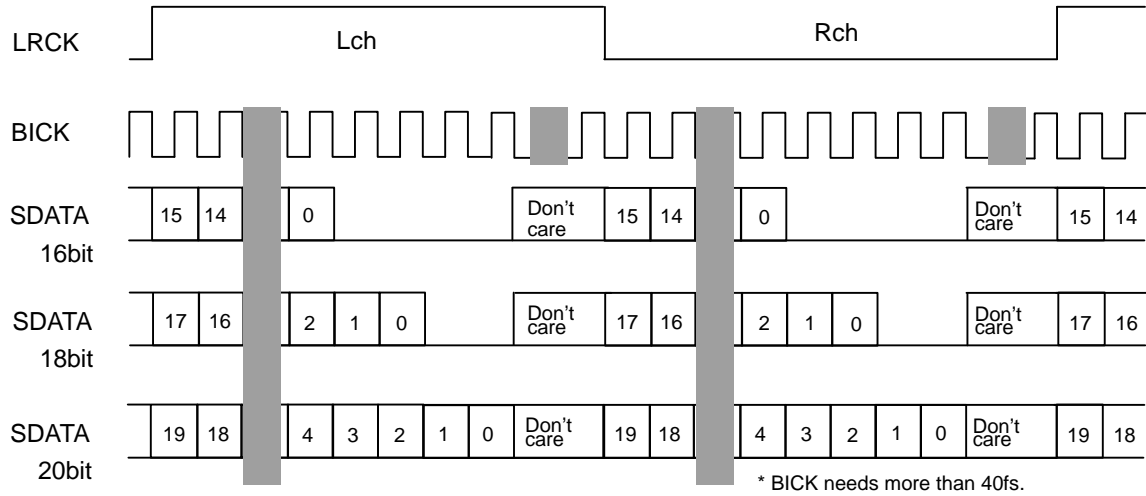 LRCK Lch Rch
BICK
SDATA 15 14 0 Don't care 15 14 0 Don't care 15 14
16bit
SDATA 17 16 2 1 0 Don't care 17 16 2 1 0 Don't care 17 16
18bit
SDATA 19 18 4 3 2 1 0 Don't care 19 18 4 3 2 1 0 Don't care 19 18
20bit
* BICK needs more than 40fs.